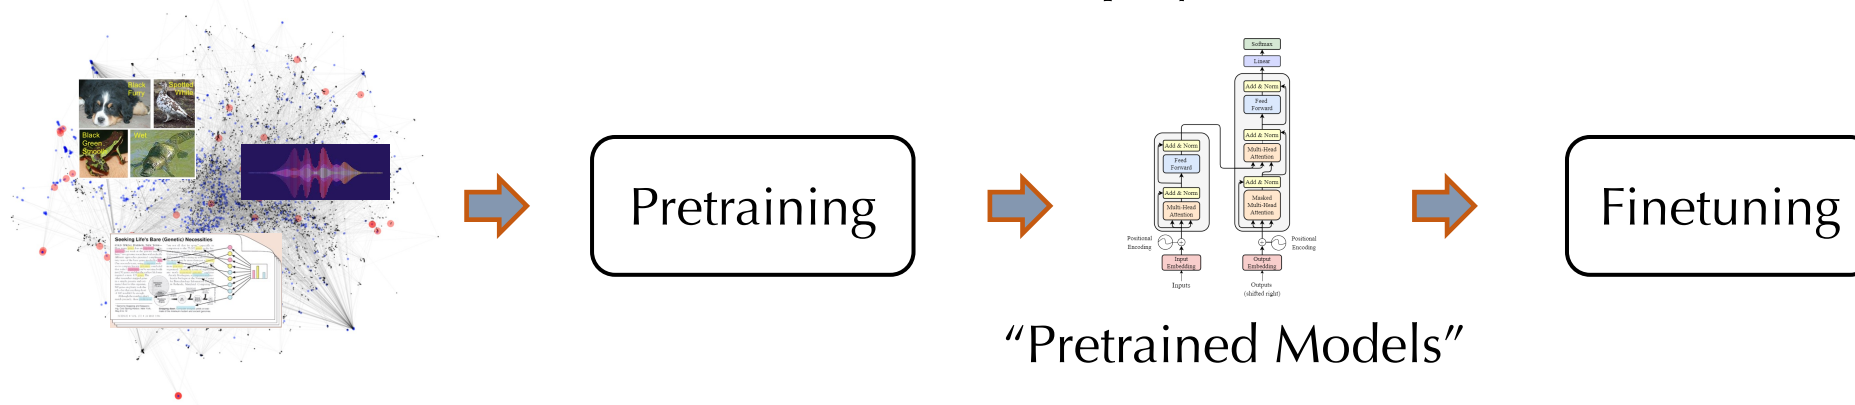 Black
Furry
Spotted
White
Black
Green
Smooth
Wet
Seeking Life's Bare (Genetic) Necessities
Pretraining
Softmax
Linear
Add & Norm
Feed
Forward
Add & Norm
Multi-Head
Attention
Add & Norm
Masked
Multi-Head
Attention
Add & Norm
Feed
Forward
Add & Norm
Multi-Head
Attention
Positional
Encoding
Positional
Encoding
Input
Embedding
Output
Embedding
Inputs
Outputs
(shifted right)
“Pretrained Models”
Finetuning